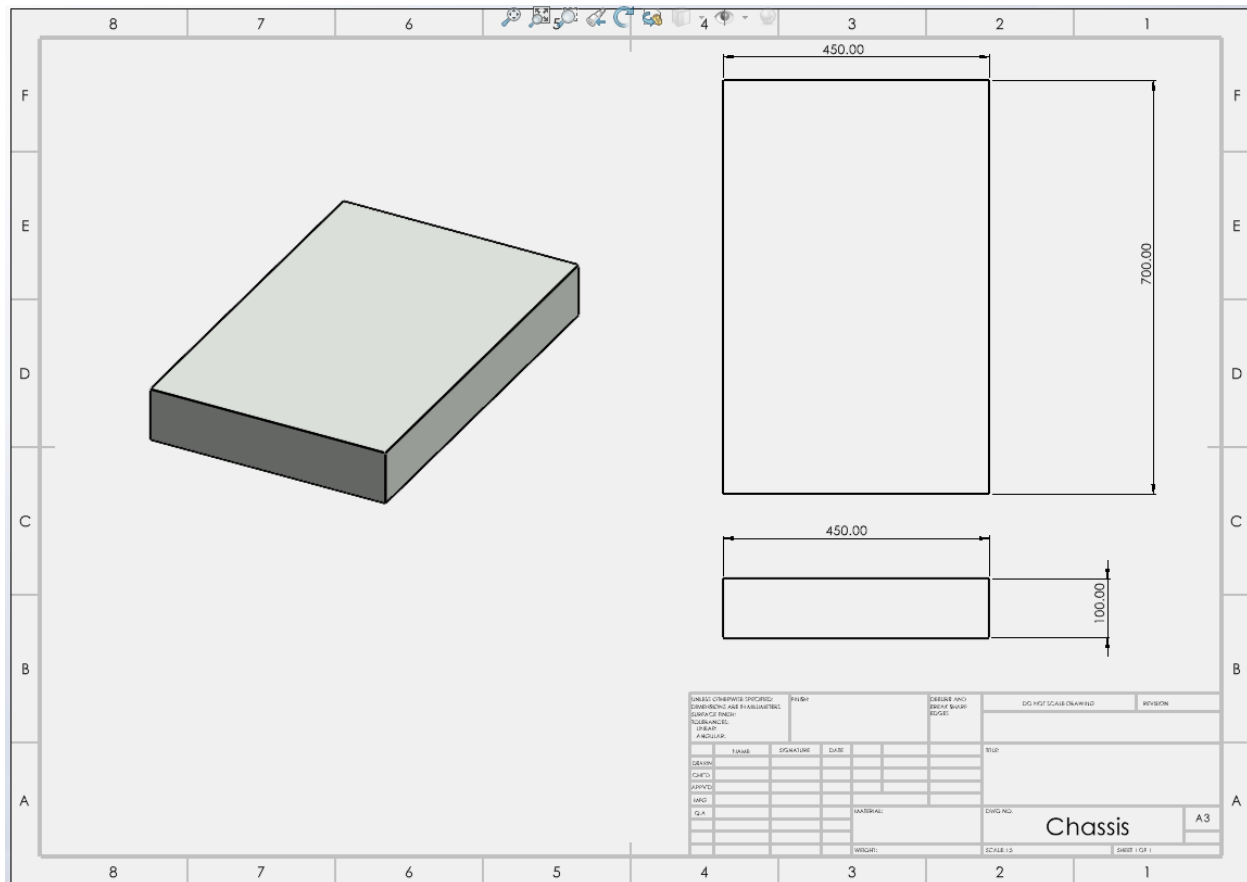 8 7 6 5 4 3 2 1
F F
E E
D D
C C
B B
A A
450.00
700.00
450.00
100.00
UNLESS OTHERWISE SPECIFIED:
DIMENSIONS ARE IN MILLIMETERS
SURFACE FINISH:
TOLERANCES:
LINEAR:
ANGULAR:
FINISH:
DEBURR AND
BREAK SHARP
EDGES
DO NOT SCALE DRAWING
REVISION
NAME SIGNATURE DATE
TITLE:
DRAWN
CHK'D
APPV'D
MFG
Q.A
MATERIAL:
DWG NO.
Chassis
A3
WEIGHT:
SCALE:1:5
SHEET 1 OF 1
8 7 6 5 4 3 2 1